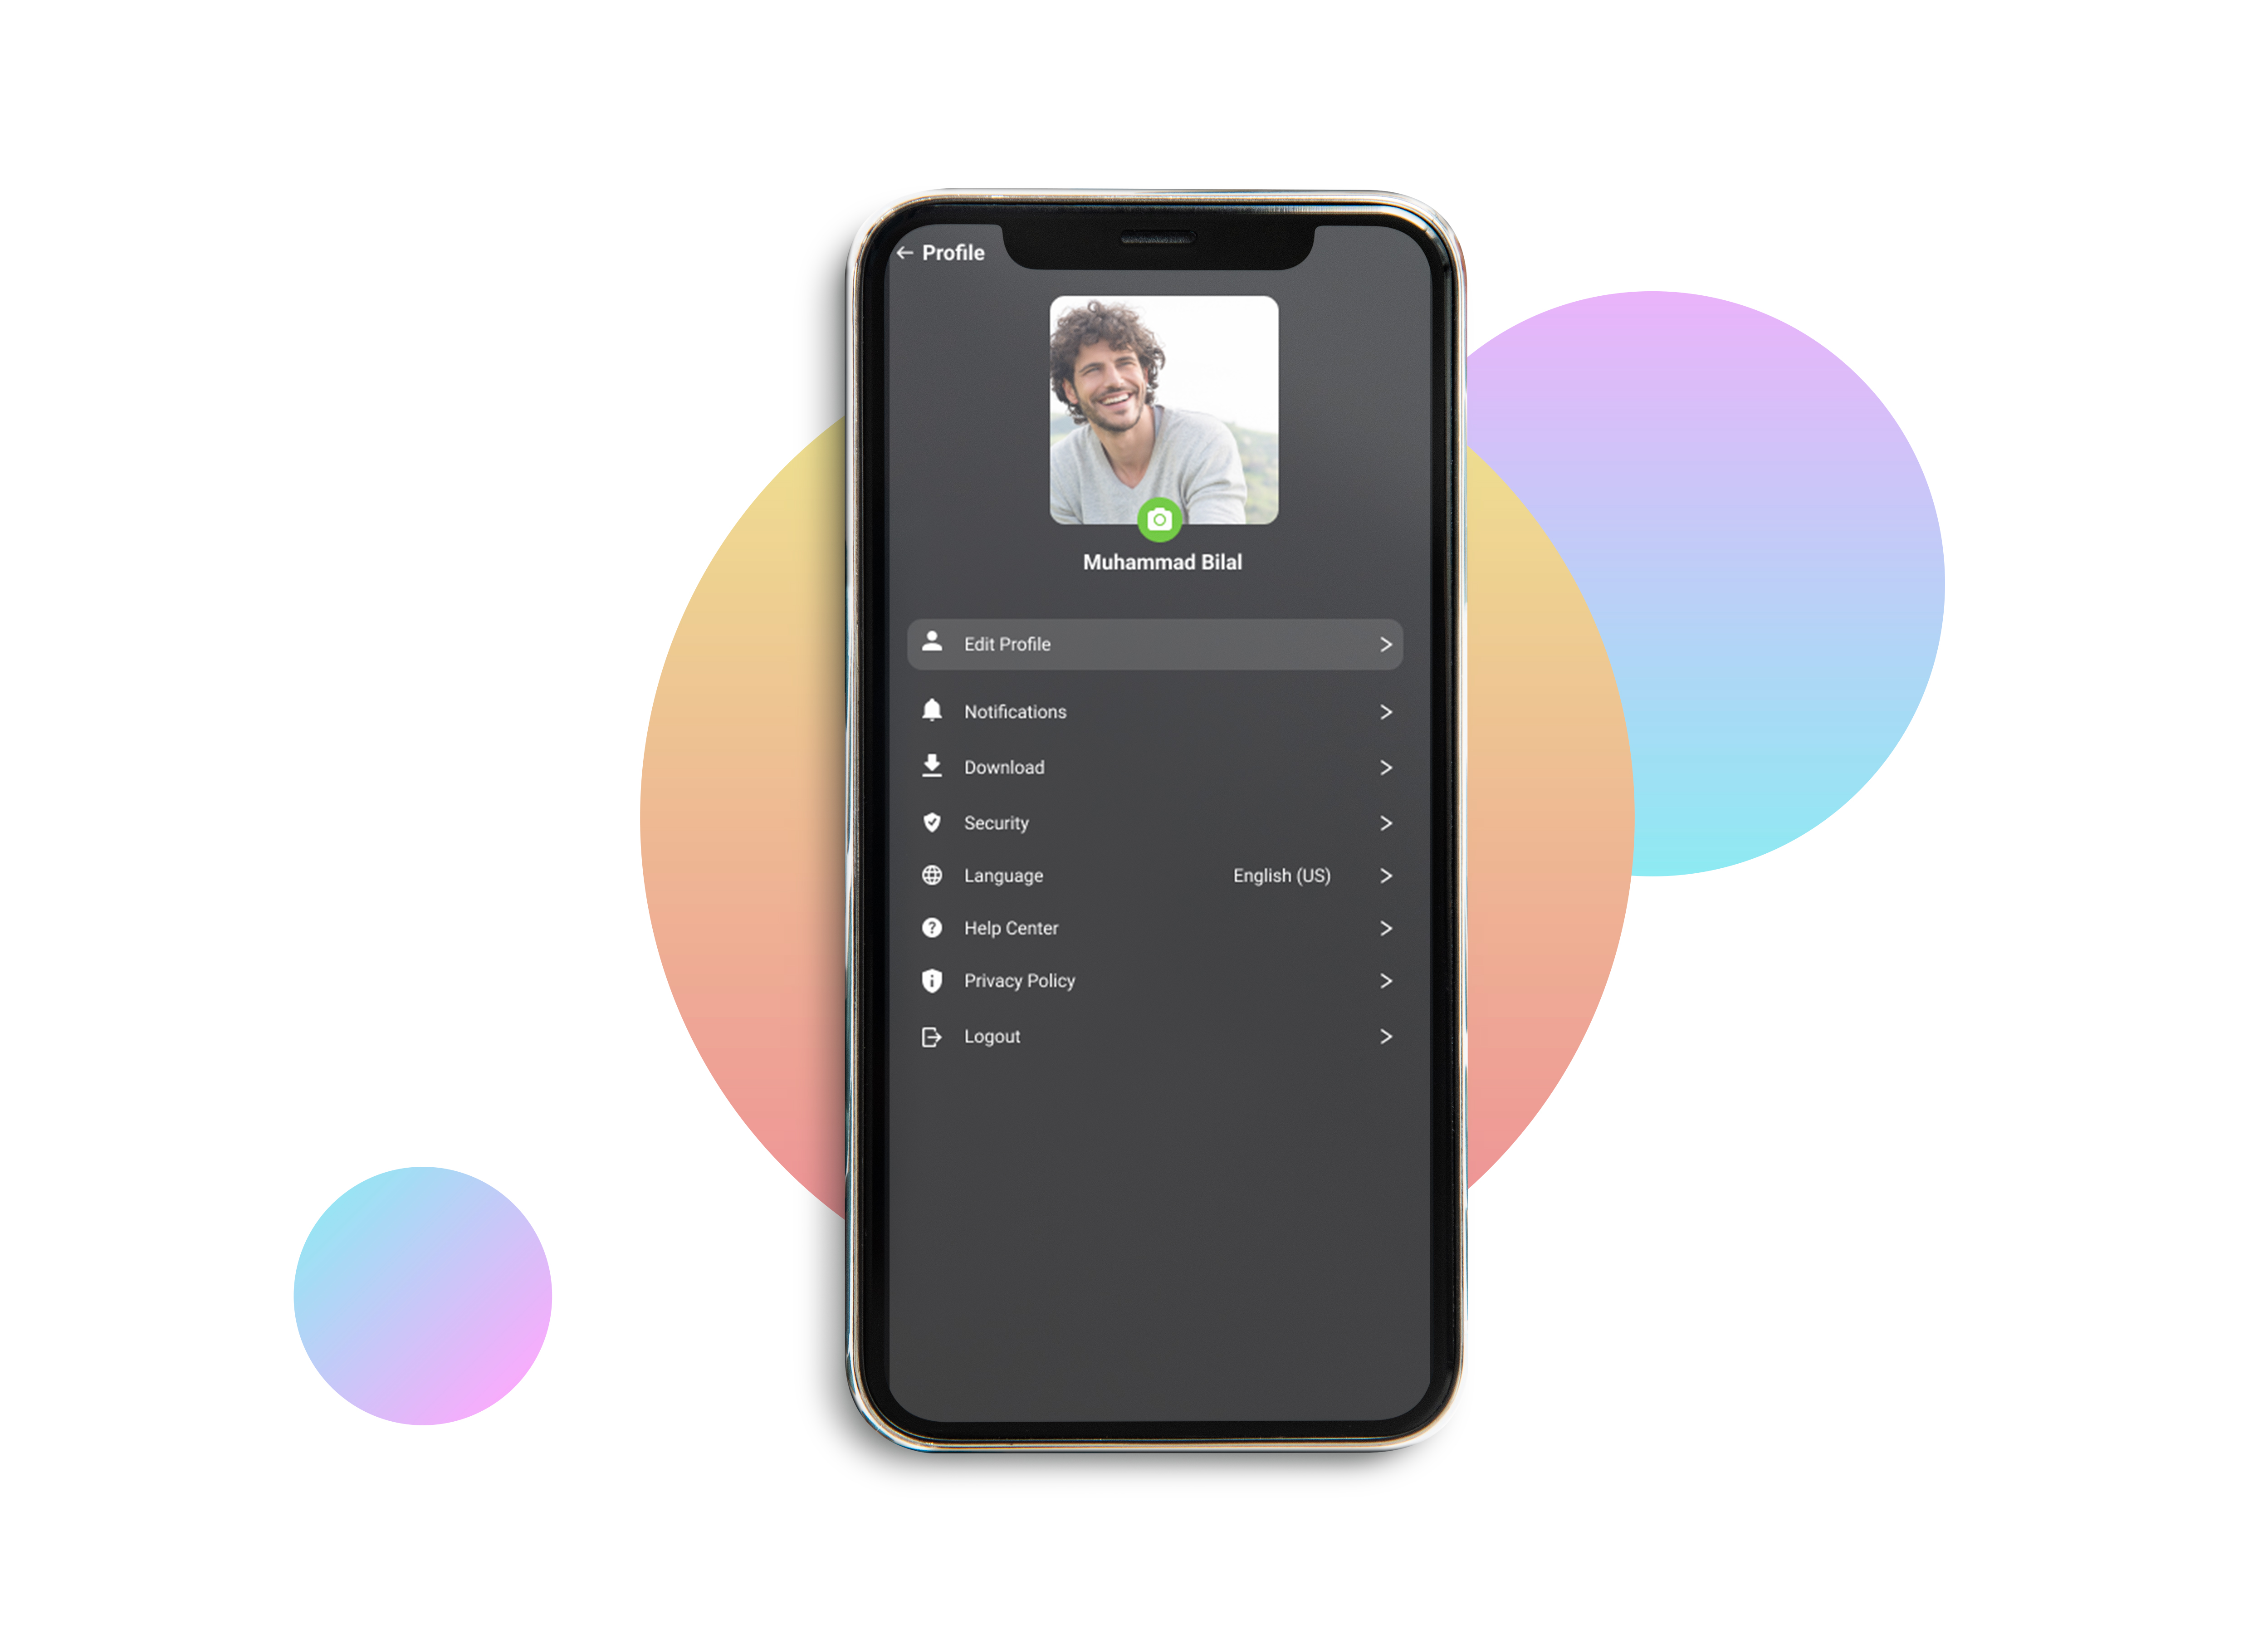 Profile
Muhammad Bilal
Edit Profile
Notifications
Download
Security
Language English (US)
Help Center
Privacy Policy
Logout